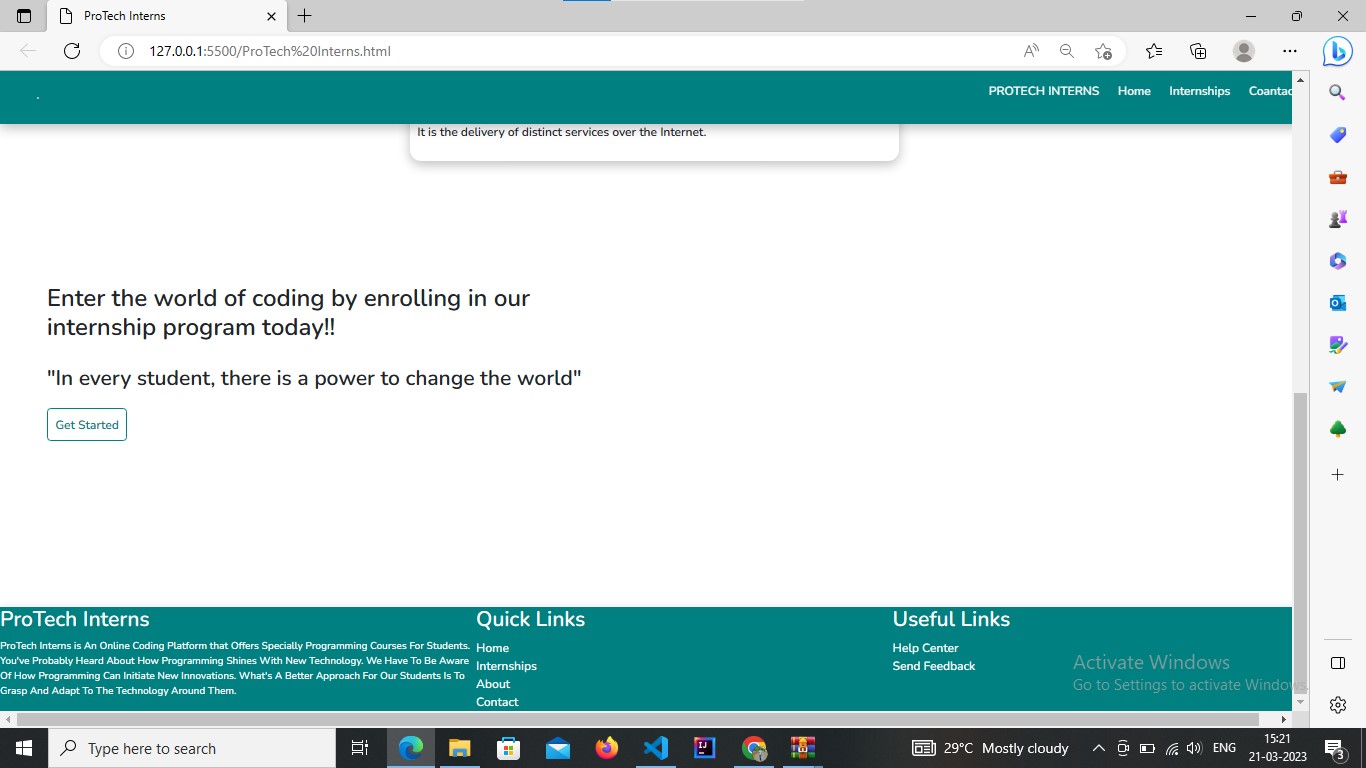 ProTech Interns
127.0.0.1:5500/ProTech%20Interns.html
PROTECH INTERNS Home Internships Coantac
It is the delivery of distinct services over the Internet.
Enter the world of coding by enrolling in our
internship program today!!
"In every student, there is a power to change the world"
Get Started
ProTech Interns
ProTech Interns is An Online Coding Platform that Offers Specially Programming Courses For Students.
You've Probably Heard About How Programming Shines With New Technology. We Have To Be Aware
Of How Programming Can Initiate New Innovations. What's A Better Approach For Our Students Is To
Grasp And Adapt To The Technology Around Them.
Quick Links
Home
Internships
About
Contact
Useful Links
Help Center
Send Feedback
Activate Windows
Go to Settings to activate Windows.
Type here to search
29°C Mostly cloudy
ENG
15:21
21-03-2023
3